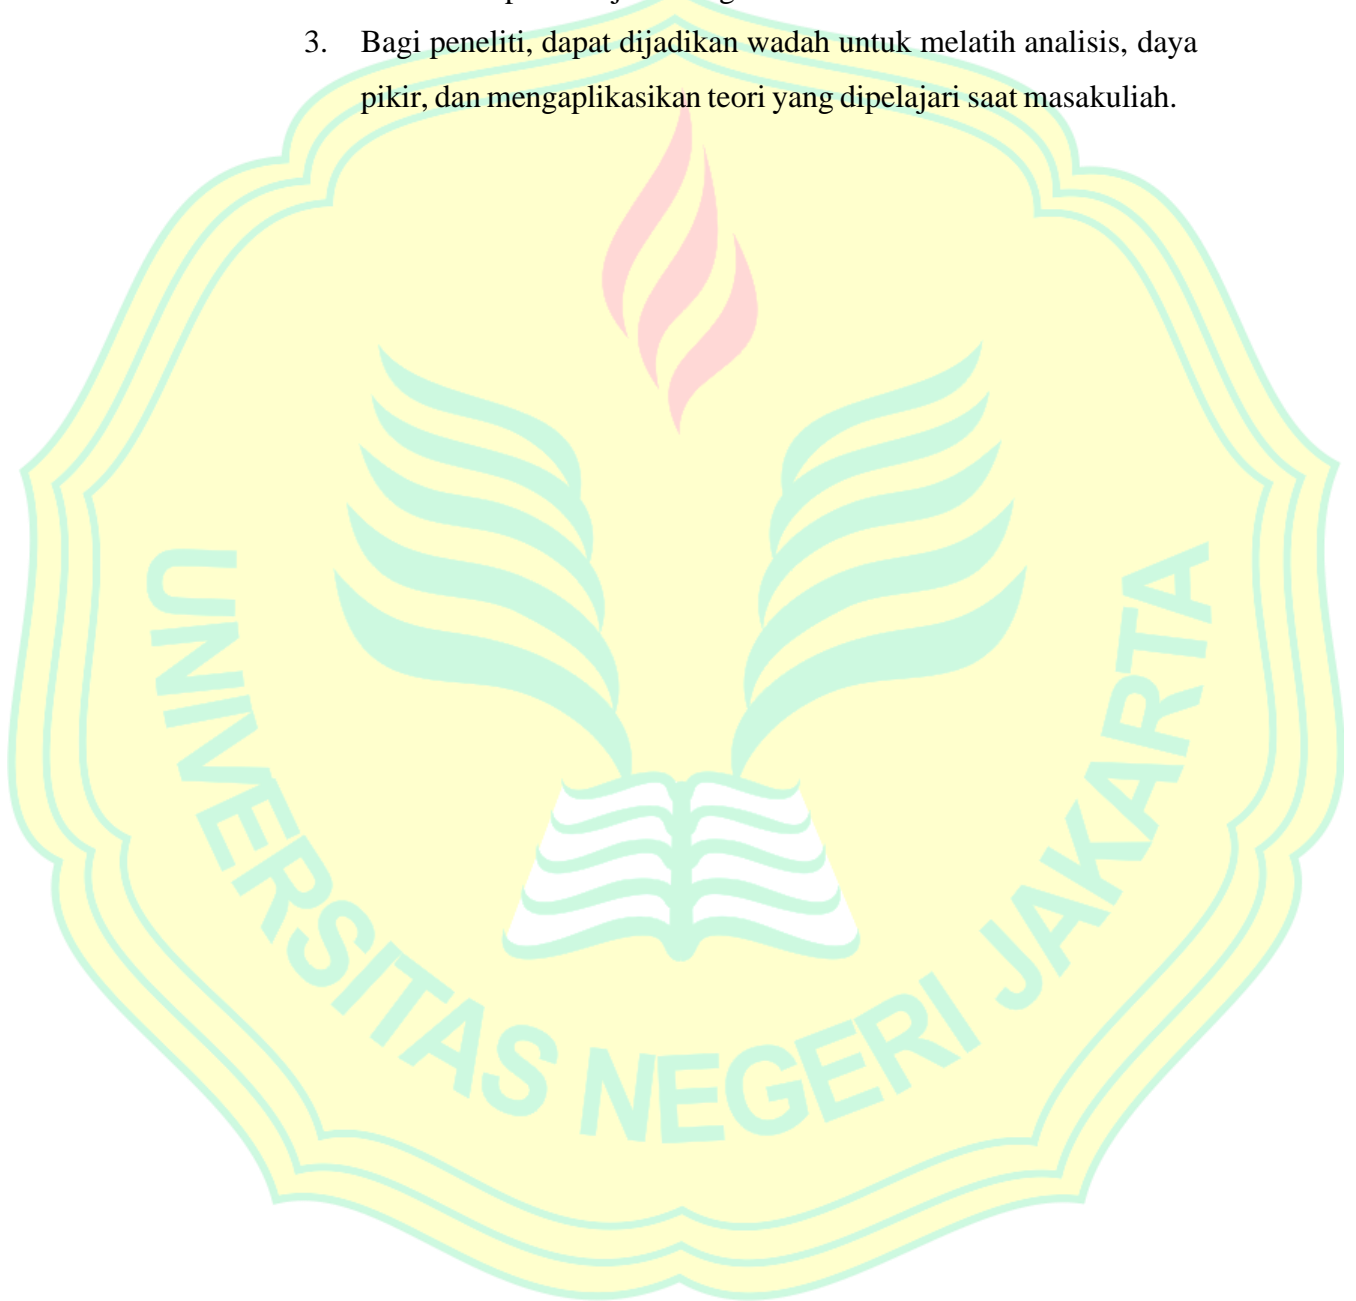 3. Bagi peneliti, dapat dijadikan wadah untuk melatih analisis, daya
pikir, dan mengaplikasikan teori yang dipelajari saat masakuliah.
UNIVERSITAS NEGERI JAKARTA